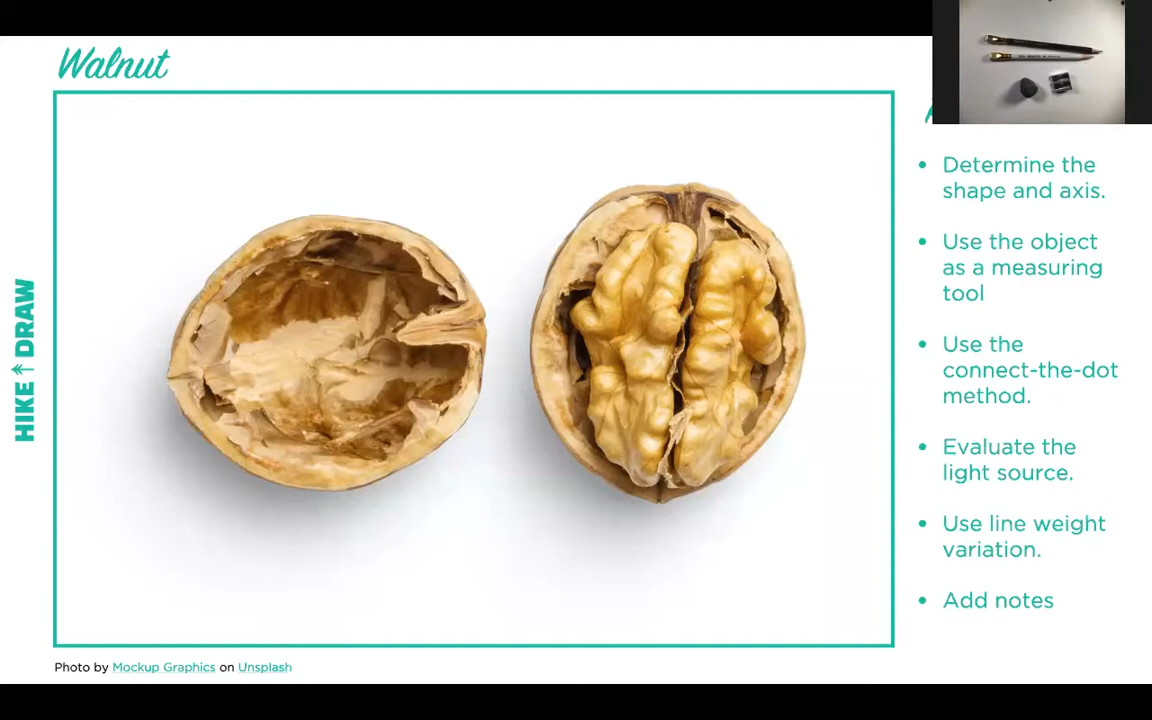 Walnut
HIKE DRAW
• Determine the
shape and axis.
• Use the object
as a measuring
tool
• Use the
connect-the-dot
method.
• Evaluate the
light source.
• Use line weight
variation.
• Add notes
Photo by Mockup Graphics on Unsplash